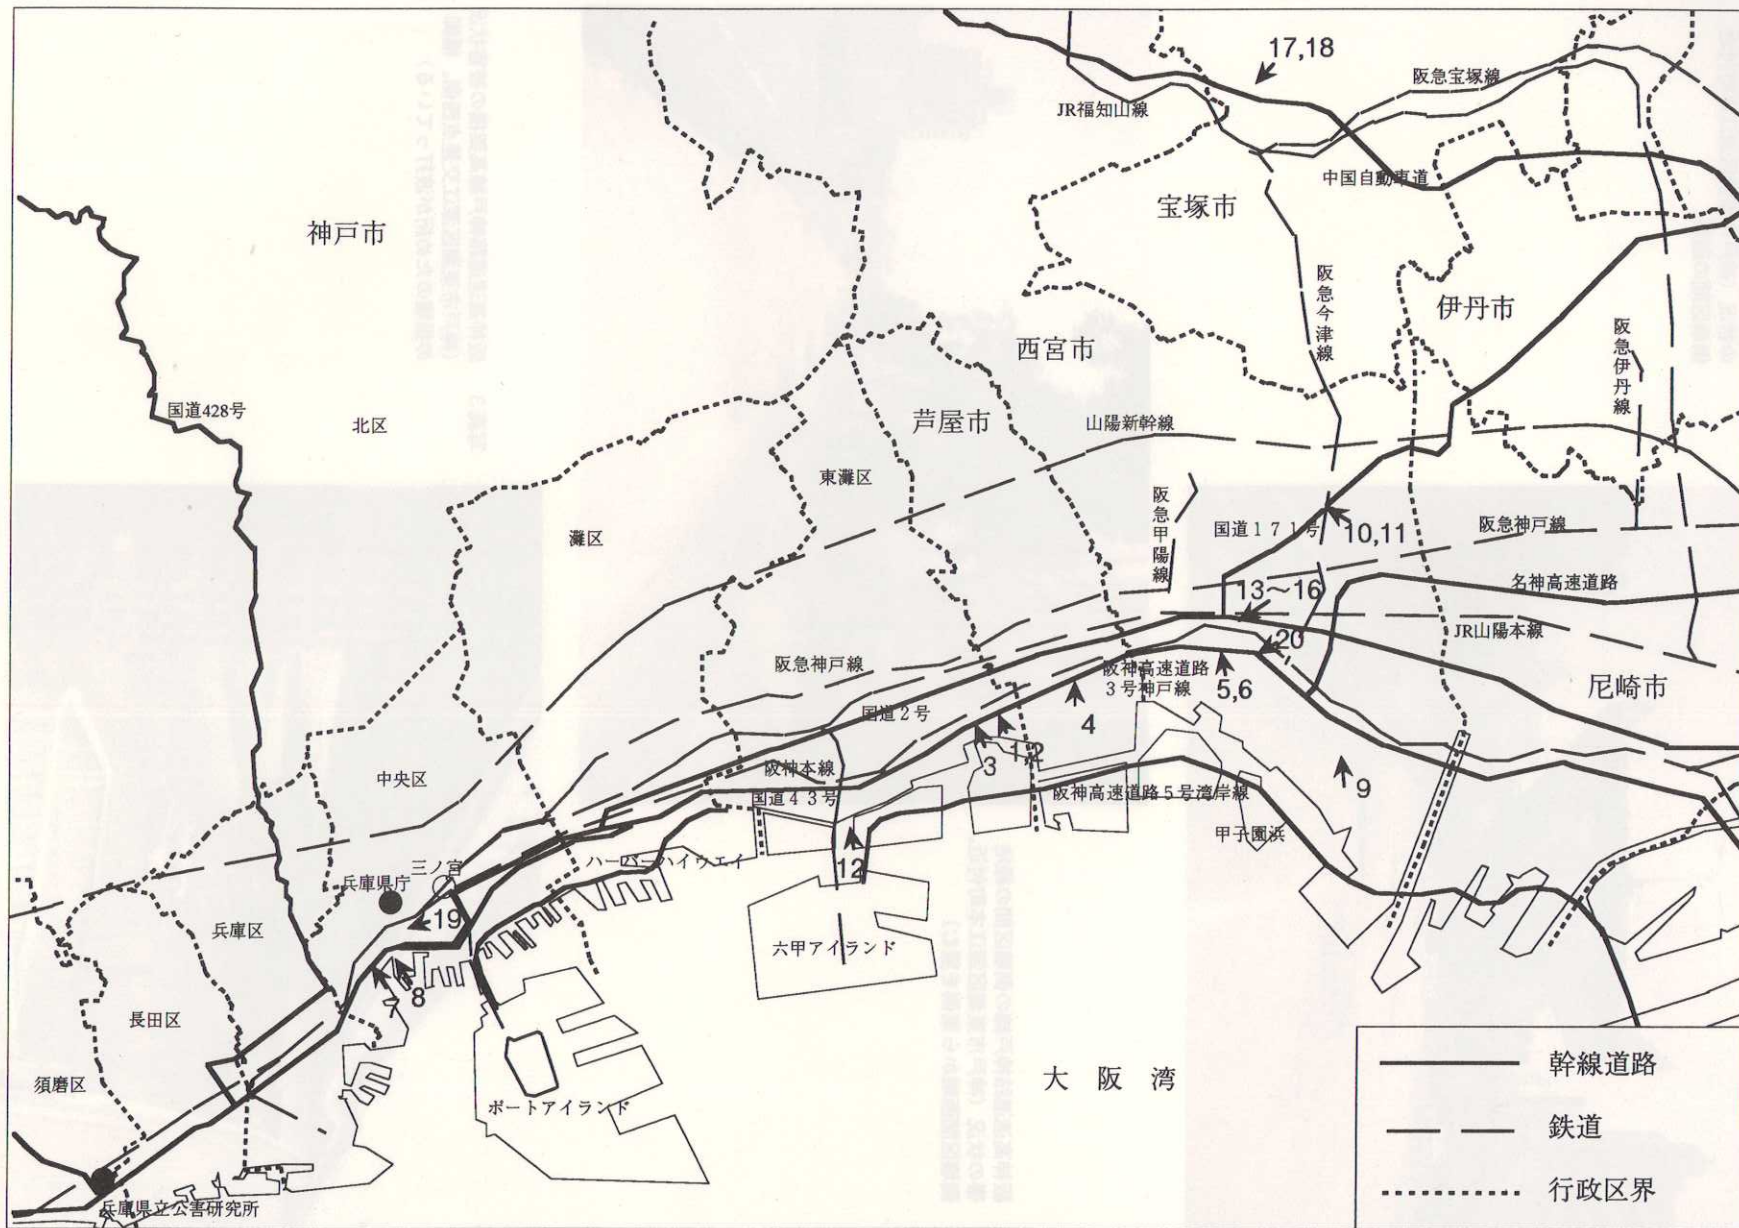 17,18
阪急宝塚線
JR福知山線
中国自動車道
宝塚市
神戸市
阪急今津線
伊丹市
阪急伊丹線
西宮市
国道428号
北区
芦屋市
山陽新幹線
東灘区
阪急甲陽線
国道171号
10,11
阪急神戸線
灘区
13～16
名神高速道路
JR山陽本線
20
阪急神戸線
阪神高速道路
3号神戸線
5,6
尼崎市
国道2号
4
1,2
3
中央区
阪神本線
国道43号
阪神高速道路5号湾岸線
9
甲子園浜
三ノ宮
ハーバーハイウエイ
12
兵庫県庁
19
兵庫区
六甲アイランド
8
7
長田区
須磨区
大阪湾
ポートアイランド
兵庫県立公害研究所
幹線道路
鉄道
行政区界